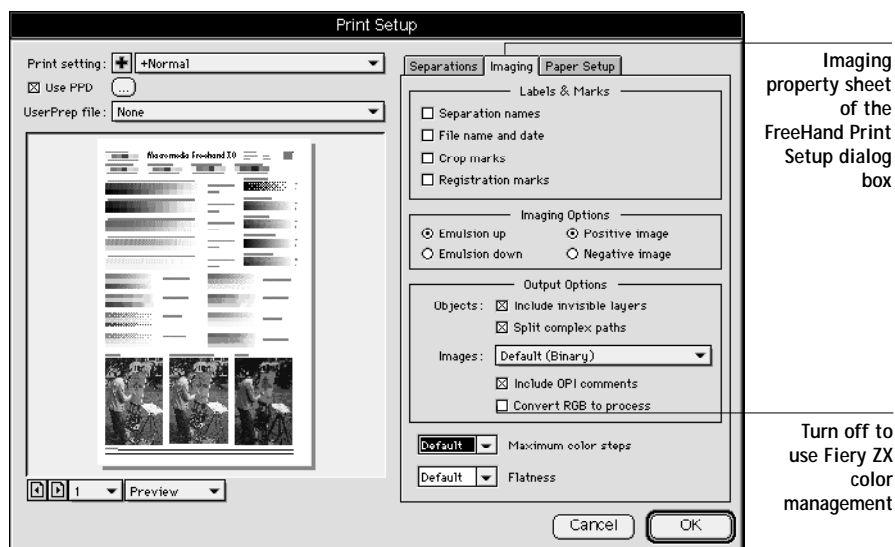 Print Setup
Print setting: +Normal
Use PPD (...)
UserPrep file: None
Macromedia Freehand 7.0
1 Preview
Separations Imaging Paper Setup
Labels & Marks
Separation names
File name and date
Crop marks
Registration marks
Imaging Options
Emulsion up Positive image
Emulsion down Negative image
Output Options
Objects: Include invisible layers
Split complex paths
Images: Default (Binary)
Include OPI comments
Convert RGB to process
Default Maximum color steps
Default Flatness
Cancel OK
Imaging
property sheet
of the
FreeHand Print
Setup dialog
box
Turn off to
use Fiery ZX
color
management